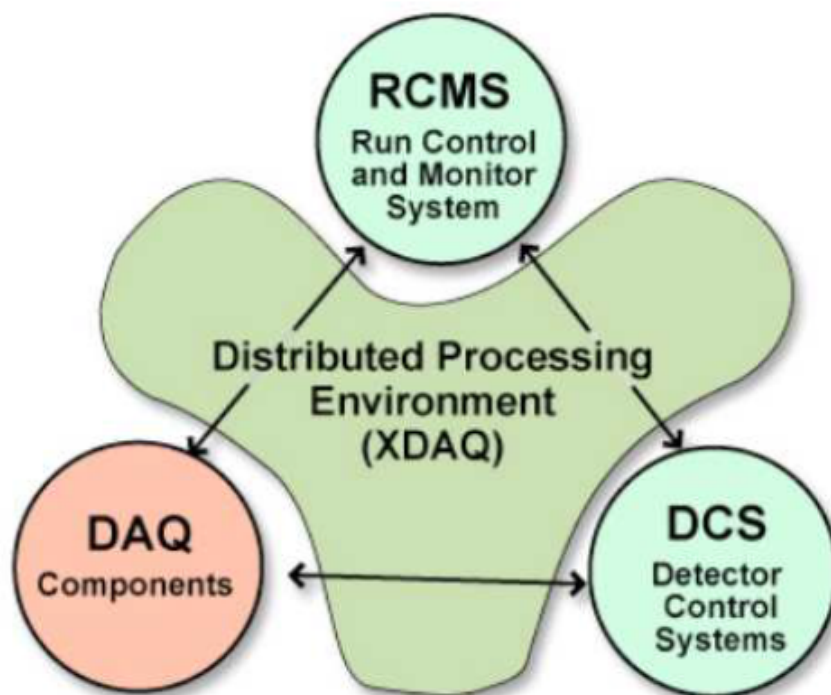 RCMS
Run Control
and Monitor
System
Distributed Processing
Environment
(XDAQ)
DAQ
Components
DCS
Detector
Control
Systems